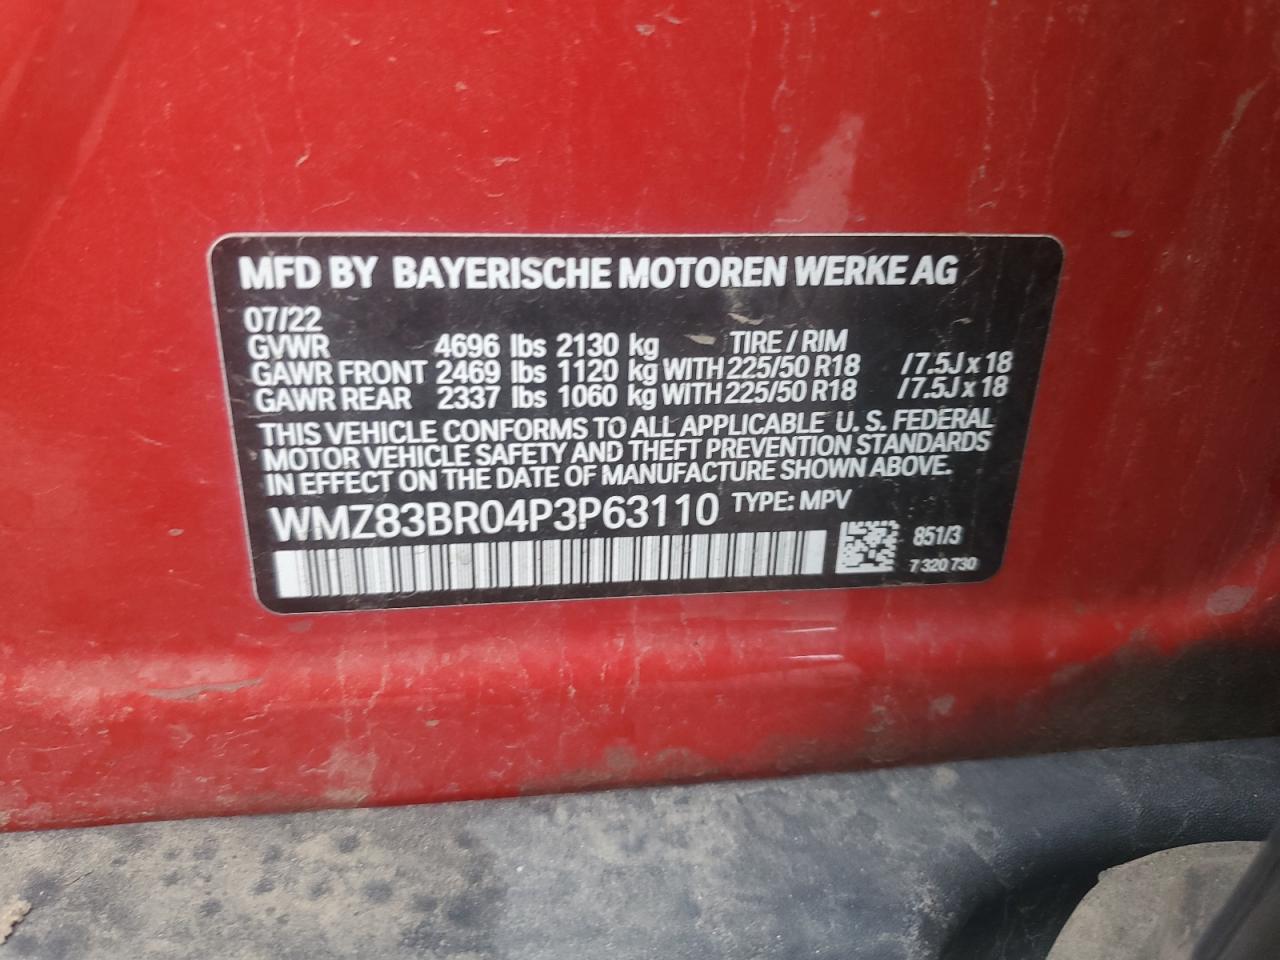 MFD BY BAYERISCHE MOTOREN WERKE AG
07/22
GVWR 4696 lbs 2130 kg TIRE / RIM
GAWR FRONT 2469 lbs 1120 kg WITH 225/50 R18 /7.5J x 18
GAWR REAR 2337 lbs 1060 kg WITH 225/50 R18 /7.5J x 18
THIS VEHICLE CONFORMS TO ALL APPLICABLE U. S. FEDERAL
MOTOR VEHICLE SAFETY AND THEFT PREVENTION STANDARDS
IN EFFECT ON THE DATE OF MANUFACTURE SHOWN ABOVE.
WMZ83BR04P3P63110 TYPE: MPV
851/3
7 320 730